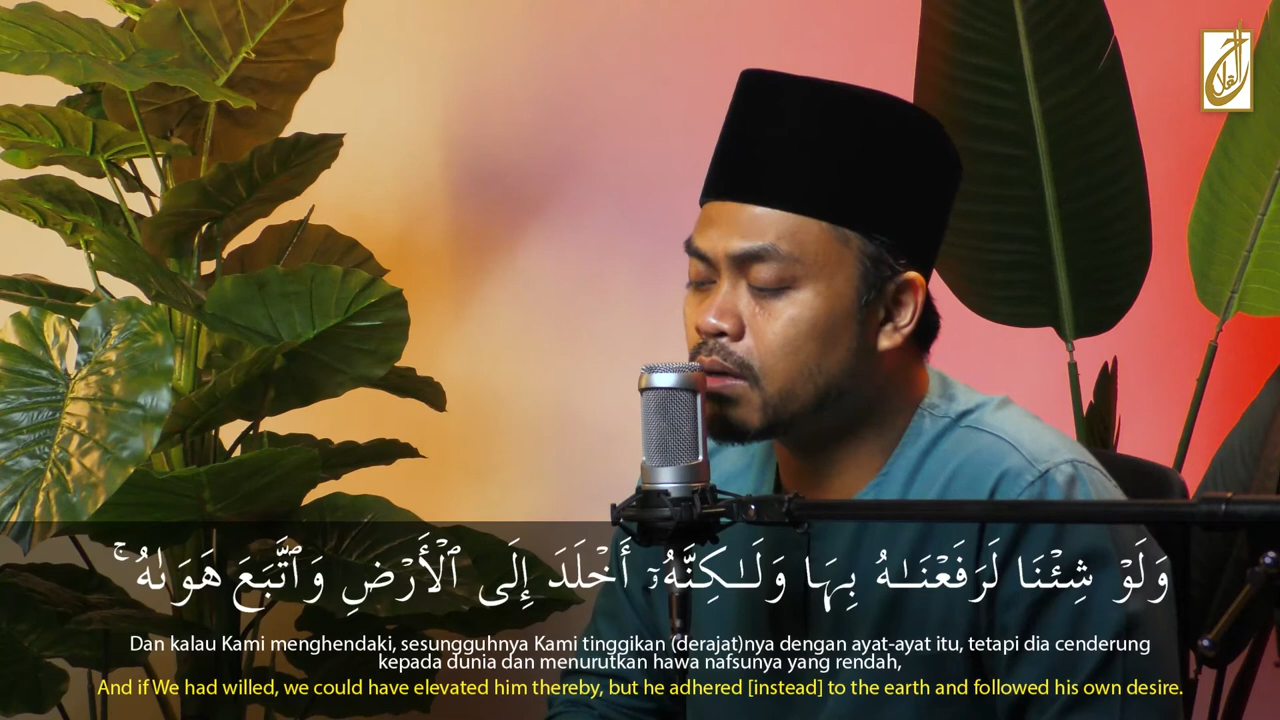 وَلَوْ شِئْنَا لَرَفَعْنَـٰهُ بِهَا وَلَـٰكِنَّهُۥٓ أَخْلَدَ إِلَى ٱلْأَرْضِ وَٱتَّبَعَ هَوَىٰهُ ۚ
Dan kalau Kami menghendaki, sesungguhnya Kami tinggikan (derajat)nya dengan ayat-ayat itu, tetapi dia cenderung
kepada dunia dan menurutkan hawa nafsunya yang rendah,
And if We had willed, we could have elevated him thereby, but he adhered [instead] to the earth and followed his own desire.